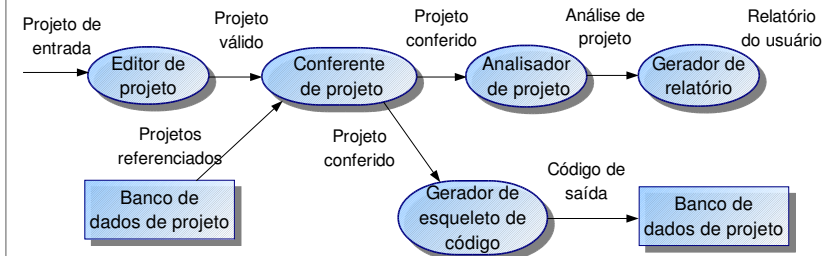 Projeto de
entrada
Editor de
projeto
Projeto
válido
Conferente
de projeto
Projeto
conferido
Analisador
de projeto
Análise de
projeto
Gerador de
relatório
Relatório
do usuário
Projetos
referenciados
Banco de
dados de projeto
Projeto
conferido
Gerador de
esqueleto de
código
Código de
saída
Banco de
dados de projeto